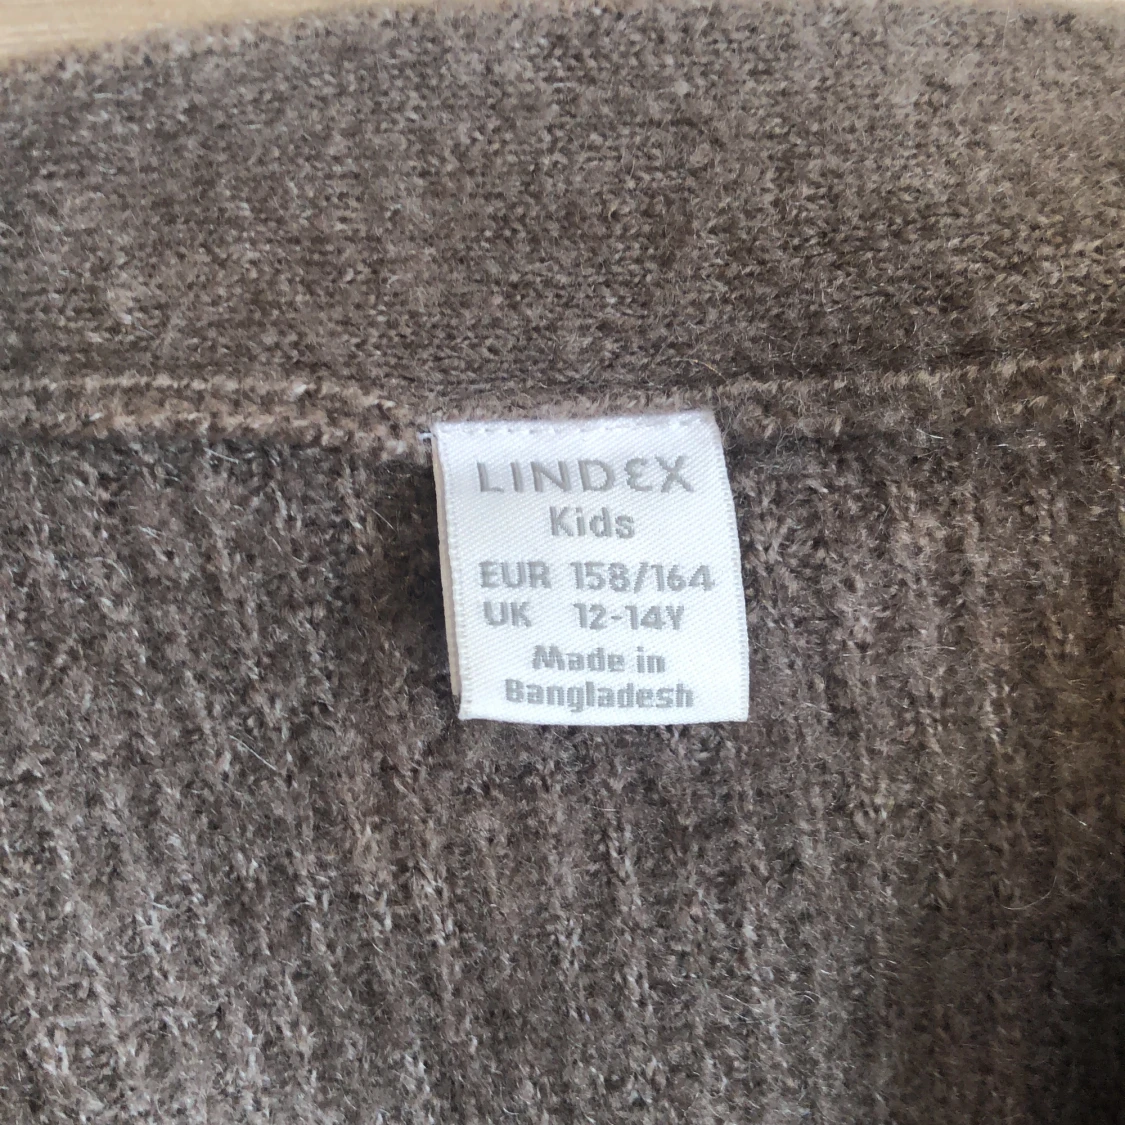 LINDEX
Kids
EUR 158/164
UK 12-14Y
Made in
Bangladesh